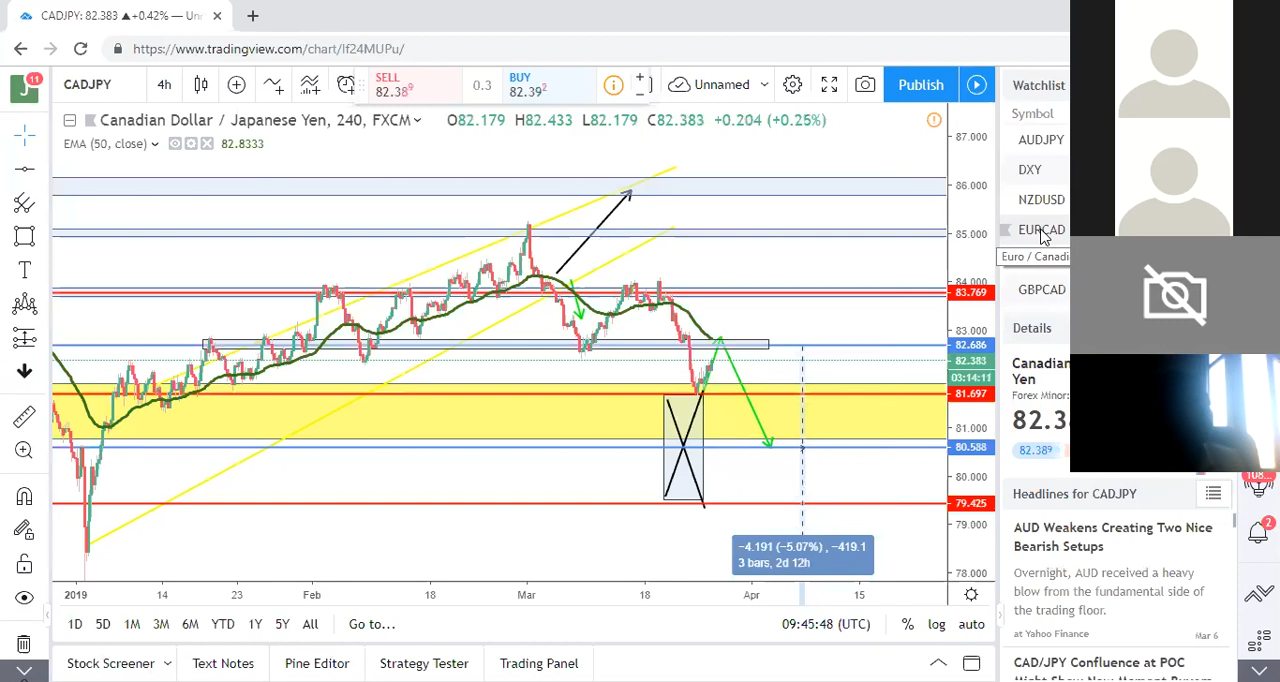 CADJPY: 82.383 ▲+0.42% — Un
https://www.tradingview.com/chart/lf24MUPu/
11
CADJPY 4h SELL 82.38⁹ 0.3 BUY 82.39² Unnamed Publish
Canadian Dollar / Japanese Yen, 240, FXCM O82.179 H82.433 L82.179 C82.383 +0.204 (+0.25%)
EMA (50, close) 82.8333
87.000
86.000
85.000
84.000
83.769
83.000
82.686
82.383
03:14:11
81.697
81.000
80.588
80.000
79.425
79.000
78.000
−4.191 (−5.07%) , −419.1
3 bars, 2d 12h
2019 14 23 Feb 18 Mar 18 Apr 15
1D 5D 1M 3M 6M YTD 1Y 5Y All Go to... 09:45:48 (UTC) % log auto
Stock Screener Text Notes Pine Editor Strategy Tester Trading Panel
Watchlist
Symbol
AUDJPY
DXY
NZDUSD
EURCAD
Euro / Canadi
GBPCAD
Details
Canadian
Yen
Forex Minor:
82.3
82.38⁹
Headlines for CADJPY
AUD Weakens Creating Two Nice
Bearish Setups
Overnight, AUD received a heavy
blow from the fundamental side of
the trading floor.
at Yahoo Finance Mar 6
CAD/JPY Confluence at POC
108...
2